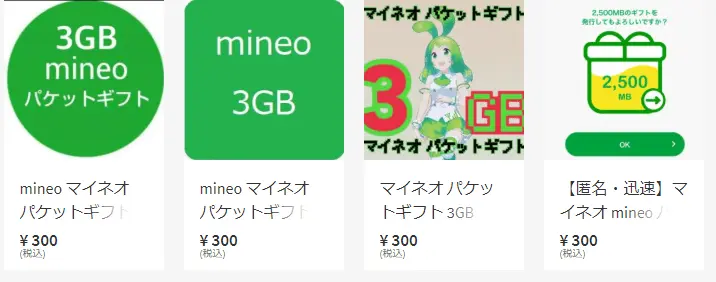 3GB
mineo
パケットギフト
mineo マイネオ
パケットギフト
¥ 300
(税込)
mineo
3GB
mineo マイネオ
パケットギフト
¥ 300
(税込)
マイネオ パケットギフト
3GB
マイネオ パケットギフト
マイネオ パケッ
トギフト 3GB
¥ 300
(税込)
2,500MBのギフトを
発行してもよろしいですか?
2,500
MB
OK
【匿名・迅速】マ
イネオ mineo
¥ 300
(税込)